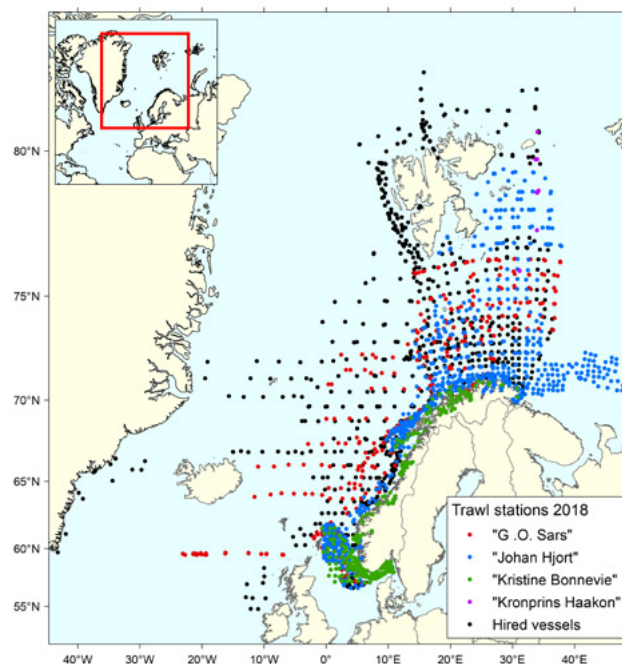 80°N
75°N
70°N
65°N
60°N
55°N
40°W 30°W 20°W 10°W 0° 10°E 20°E 30°E 40°E
Trawl stations 2018
"G .O. Sars"
"Johan Hjort"
"Kristine Bonnevie"
"Kronprins Haakon"
Hired vessels